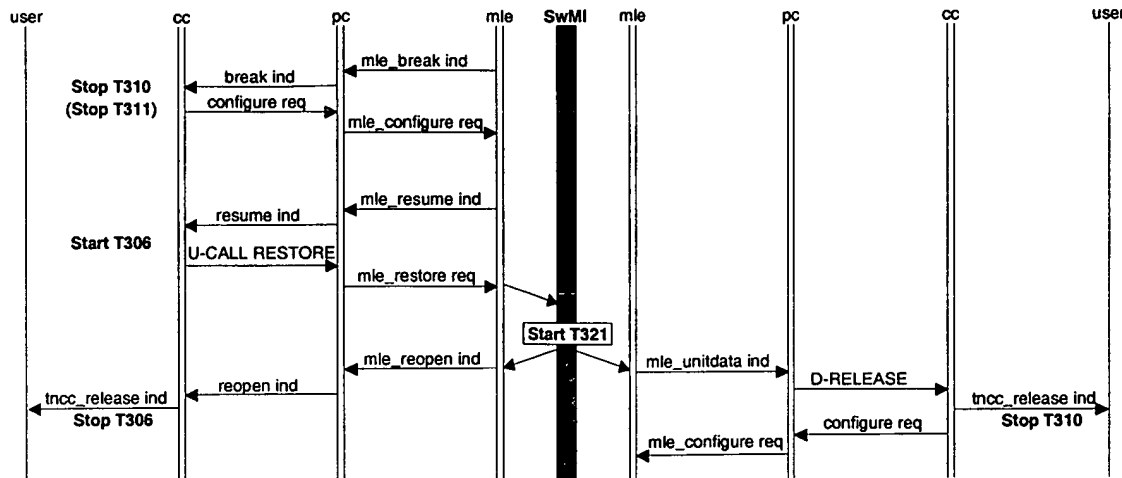 user cc pc mle SwMI mle pc cc user
mle_break ind
Stop T310 break ind
(Stop T311) configure req
mle_configure req
mle_resume ind
resume ind
Start T306
U-CALL RESTORE
mle_restore req
Start T321
mle_reopen ind mle_unitdata ind
reopen ind D-RELEASE
tncc_release ind tncc_release ind
Stop T306 Stop T310
configure req
mle_configure req